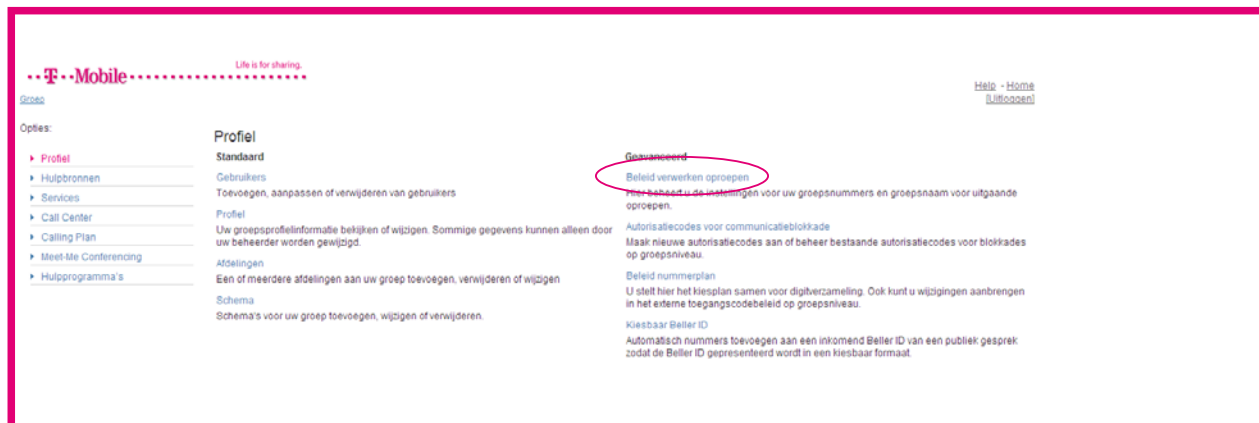 Life is for sharing.
T Mobile
Help - Home
[Uitloggen]
Groep
Opties:
Profiel
Hulpbronnen
Services
Call Center
Calling Plan
Meet-Me Conferencing
Hulpprogramma's
Profiel
Standaard
Gebruikers
Toevoegen, aanpassen of verwijderen van gebruikers
Profiel
Uw groepsprofielinformatie bekijken of wijzigen. Sommige gegevens kunnen alleen door
uw beheerder worden gewijzigd.
Afdelingen
Een of meerdere afdelingen aan uw groep toevoegen, verwijderen of wijzigen
Schema
Schema's voor uw groep toevoegen, wijzigen of verwijderen.
Geavanceerd
Beleid verwerken oproepen
Hier beheert u de instellingen voor uw groepsnummers en groepsnaam voor uitgaande
oproepen.
Autorisatiecodes voor communicatieblokkade
Maak nieuwe autorisatiecodes aan of beheer bestaande autorisatiecodes voor blokkades
op groepsniveau.
Beleid nummerplan
U stelt hier het kiesplan samen voor digitverzameling. Ook kunt u wijzigingen aanbrengen
in het externe toegangscodebeleid op groepsniveau.
Kiesbaar Beller ID
Automatisch nummers toevoegen aan een inkomend Beller ID van een publiek gesprek
zodat de Beller ID gepresenteerd wordt in een kiesbaar formaat.